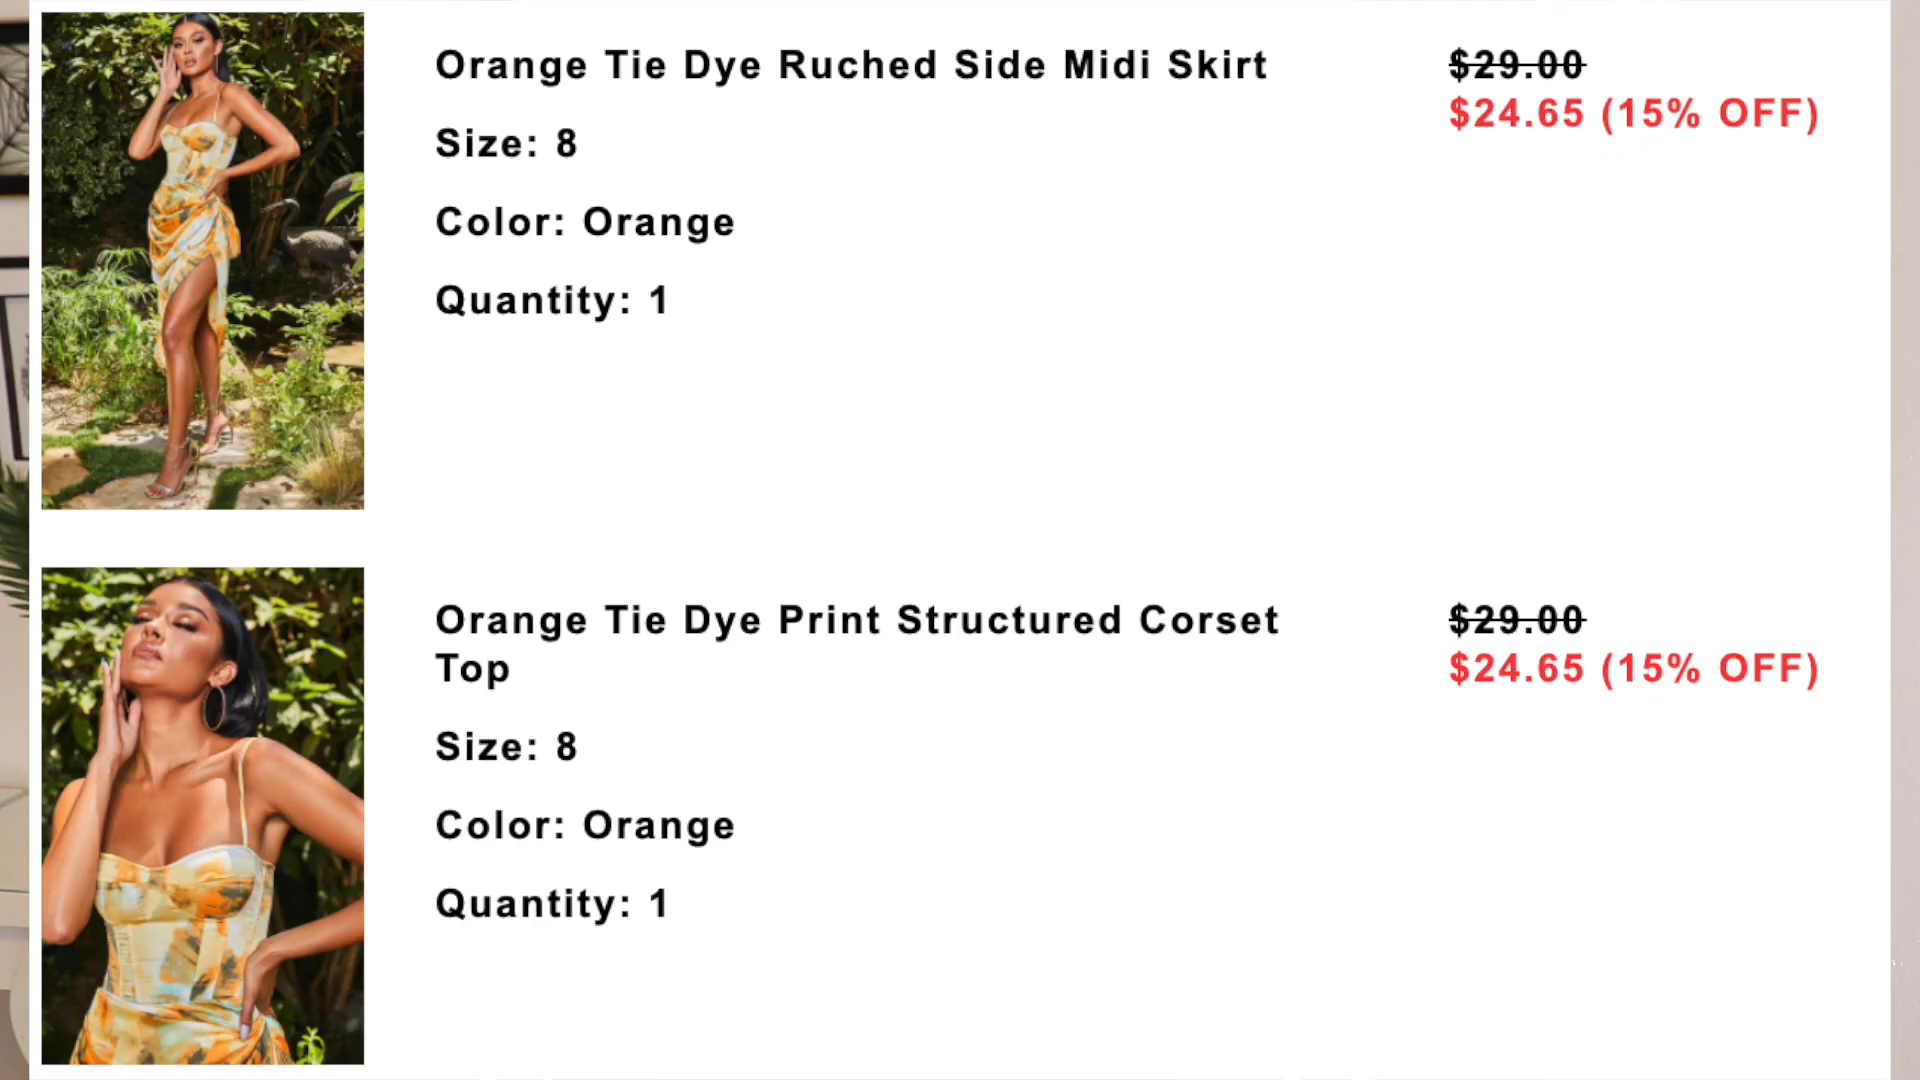 Orange Tie Dye Ruched Side Midi Skirt
$29.00
$24.65 (15% OFF)
Size: 8
Color: Orange
Quantity: 1
Orange Tie Dye Print Structured Corset
Top
$29.00
$24.65 (15% OFF)
Size: 8
Color: Orange
Quantity: 1